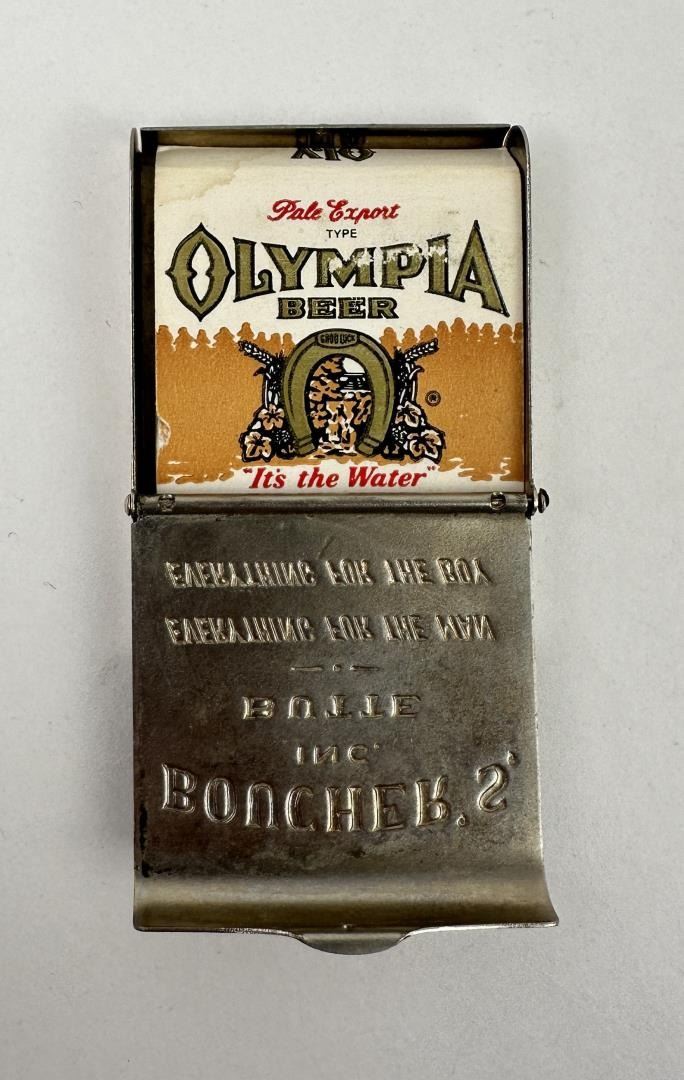 Pale Export
TYPE
OLYMPIA
BEER
GOOD LUCK
®
"It's the Water"
BOUCHER'S,
INC.
BUTTE
EVERYTHING FOR THE MAN
EVERYTHING FOR THE BOY